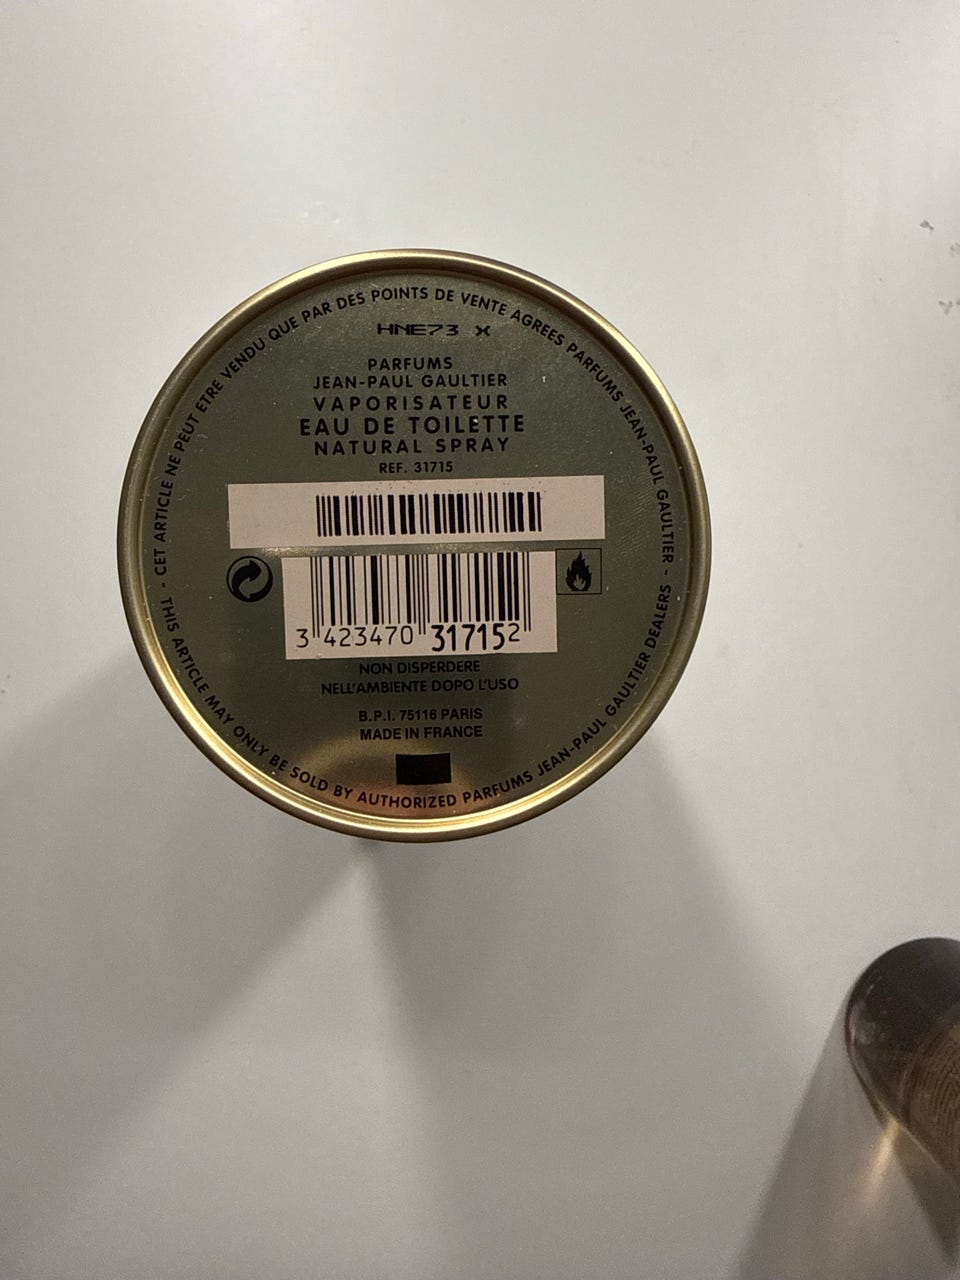 - CET ARTICLE NE PEUT ETRE VENDU QUE PAR DES POINTS DE VENTE AGREES PARFUMS JEAN-PAUL GAULTIER -
HNE73 X
PARFUMS
JEAN-PAUL GAULTIER
VAPORISATEUR
EAU DE TOILETTE
NATURAL SPRAY
REF. 31715
3 423470 317152
NON DISPERDERE
NELL'AMBIENTE DOPO L'USO
B.P.I. 75116 PARIS
MADE IN FRANCE
THIS ARTICLE MAY ONLY BE SOLD BY AUTHORIZED PARFUMS JEAN-PAUL GAULTIER DEALERS